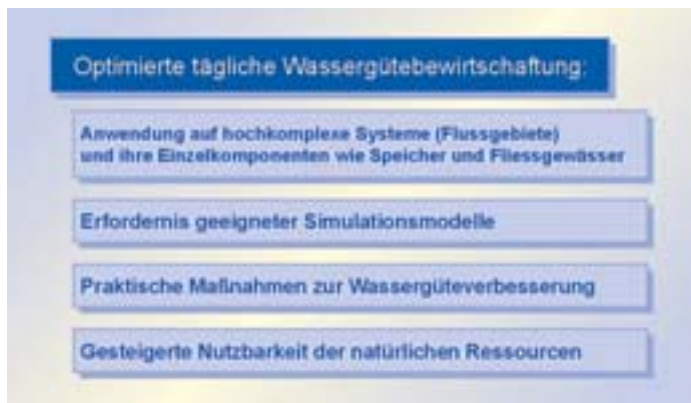 Optimierte tägliche Wassergütebewirtschaftung:
Anwendung auf hochkomplexe Systeme (Flussgebiete)
und ihre Einzelkomponenten wie Speicher und Fliessgewässer
Erfordernis geeigneter Simulationsmodelle
Praktische Maßnahmen zur Wassergüteverbesserung
Gesteigerte Nutzbarkeit der natürlichen Ressourcen